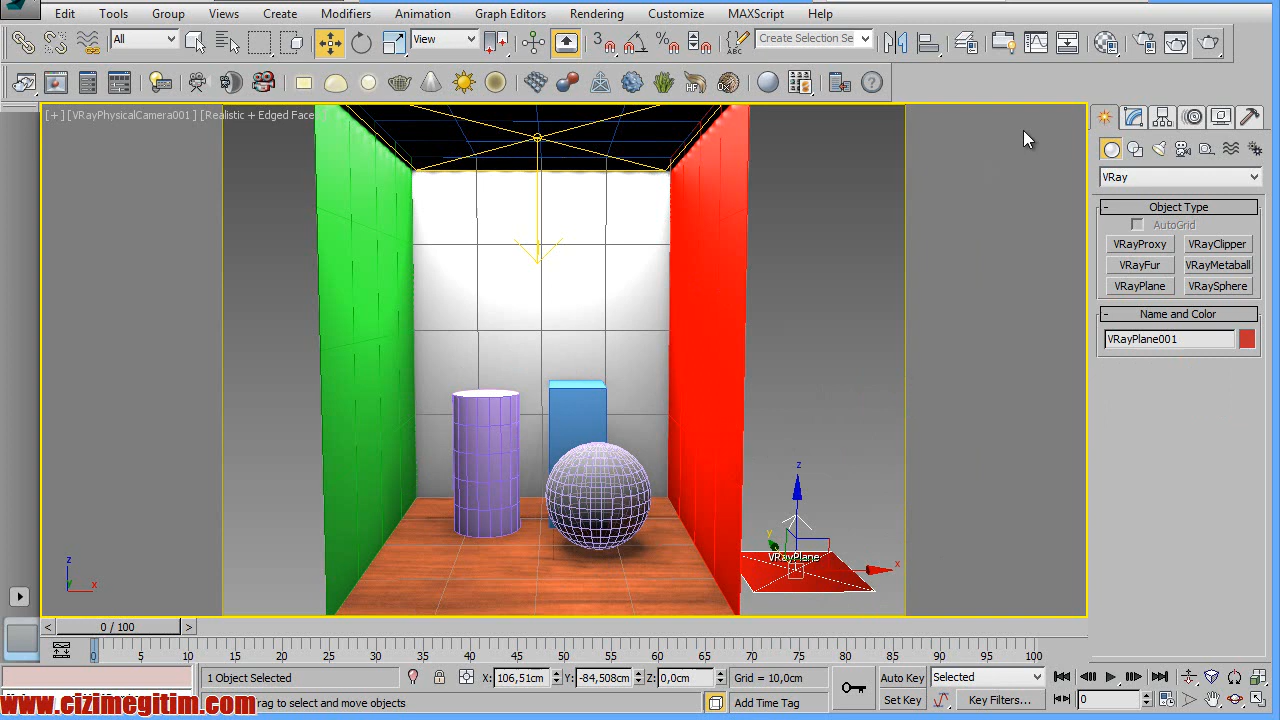 Edit Tools Group Views Create Modifiers Animation Graph Editors Rendering Customize MAXScript Help
All View Create Selection Se
[+] [VRayPhysicalCamera001 ] [Realistic + Edged Face
VRay
Object Type
AutoGrid
VRayProxy VRayClipper
VRayFur VRayMetaball
VRayPlane VRaySphere
Name and Color
VRayPlane001
z
y
VRayPlane
x
z
x
0 / 100
0 5 10 15 20 25 30 35 40 45 50 55 60 65 70 75 80 85 90 95 100
1 Object Selected X: 106,51cm Y: -84,508cm Z: 0,0cm Grid = 10,0cm Auto Key Selected
www.cizimegitim.com rag to select and move objects Add Time Tag Set Key Key Filters... 0